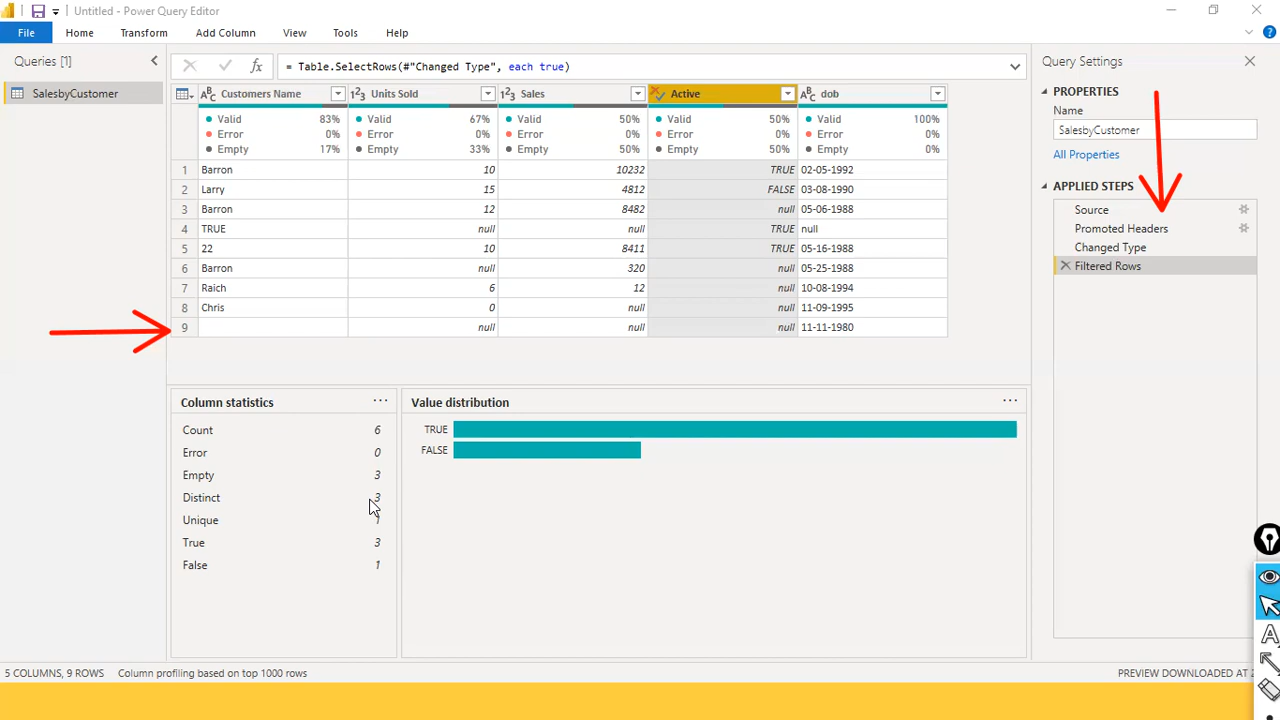 Untitled - Power Query Editor
File Home Transform Add Column View Tools Help
Queries [1]
SalesbyCustomer
fx = Table.SelectRows(#"Changed Type", each true)
ABC Customers Name 123 Units Sold 123 Sales Active ABC dob
Valid 83% Valid 67% Valid 50% Valid 50% Valid 100%
Error 0% Error 0% Error 0% Error 0% Error 0%
Empty 17% Empty 33% Empty 50% Empty 50% Empty 0%
1 Barron 10 10232 TRUE 02-05-1992
2 Larry 15 4812 FALSE 03-08-1990
3 Barron 12 8482 null 05-06-1988
4 TRUE null null TRUE null
5 22 10 8411 TRUE 05-16-1988
6 Barron null 320 null 05-25-1988
7 Raich 6 12 null 10-08-1994
8 Chris 0 null null 11-09-1995
9 null null null 11-11-1980
Column statistics
Count 6
Error 0
Empty 3
Distinct 3
Unique 1
True 3
False 1
Value distribution
TRUE
FALSE
Query Settings
PROPERTIES
Name
SalesbyCustomer
All Properties
APPLIED STEPS
Source
Promoted Headers
Changed Type
Filtered Rows
A
5 COLUMNS, 9 ROWS Column profiling based on top 1000 rows
PREVIEW DOWNLOADED AT